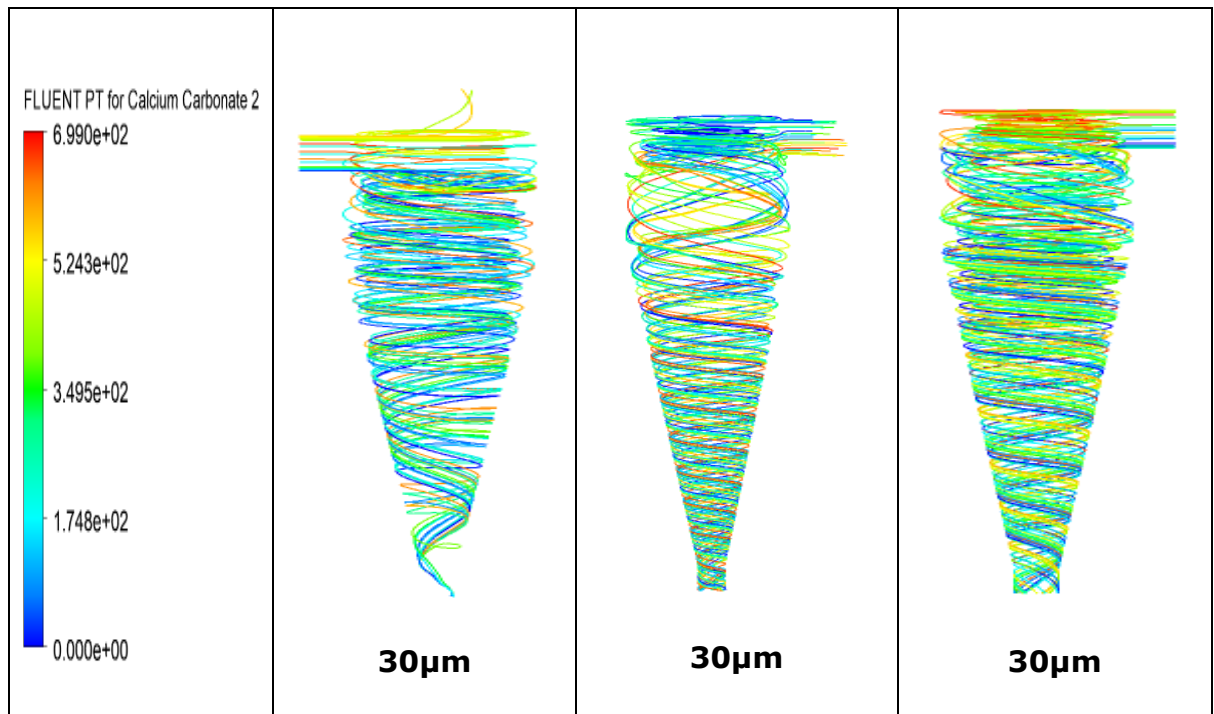 FLUENT PT for Calcium Carbonate 2
6.990e+02
5.243e+02
3.495e+02
1.748e+02
0.000e+00
30µm
30µm
30µm